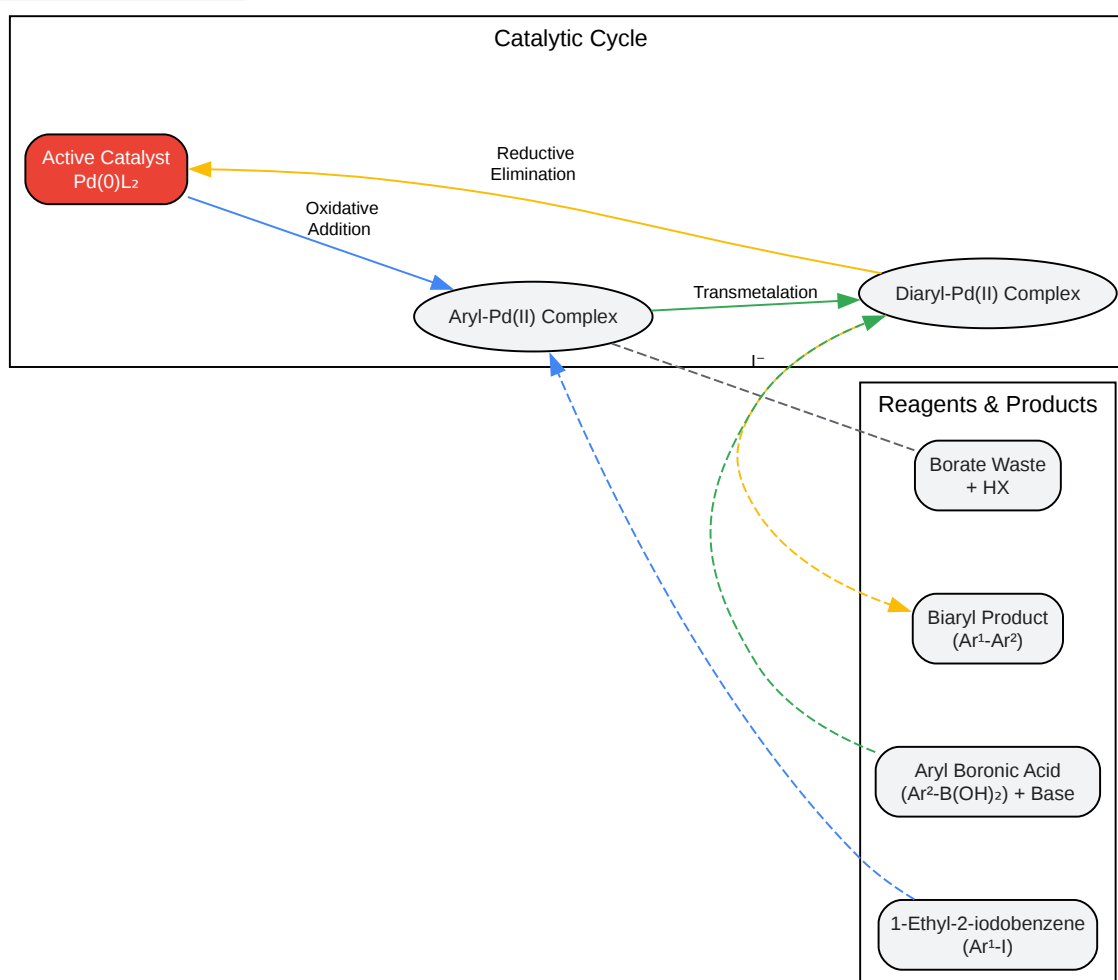 Catalytic Cycle
Active Catalyst
Pd(0)L₂
Reductive
Elimination
Oxidative
Addition
Transmetalation
Aryl-Pd(II) Complex
Diaryl-Pd(II) Complex
I⁻
Reagents & Products
Borate Waste
+ HX
Biaryl Product
(Ar¹-Ar²)
Aryl Boronic Acid
(Ar²-B(OH)₂) + Base
1-Ethyl-2-iodobenzene
(Ar¹-I)